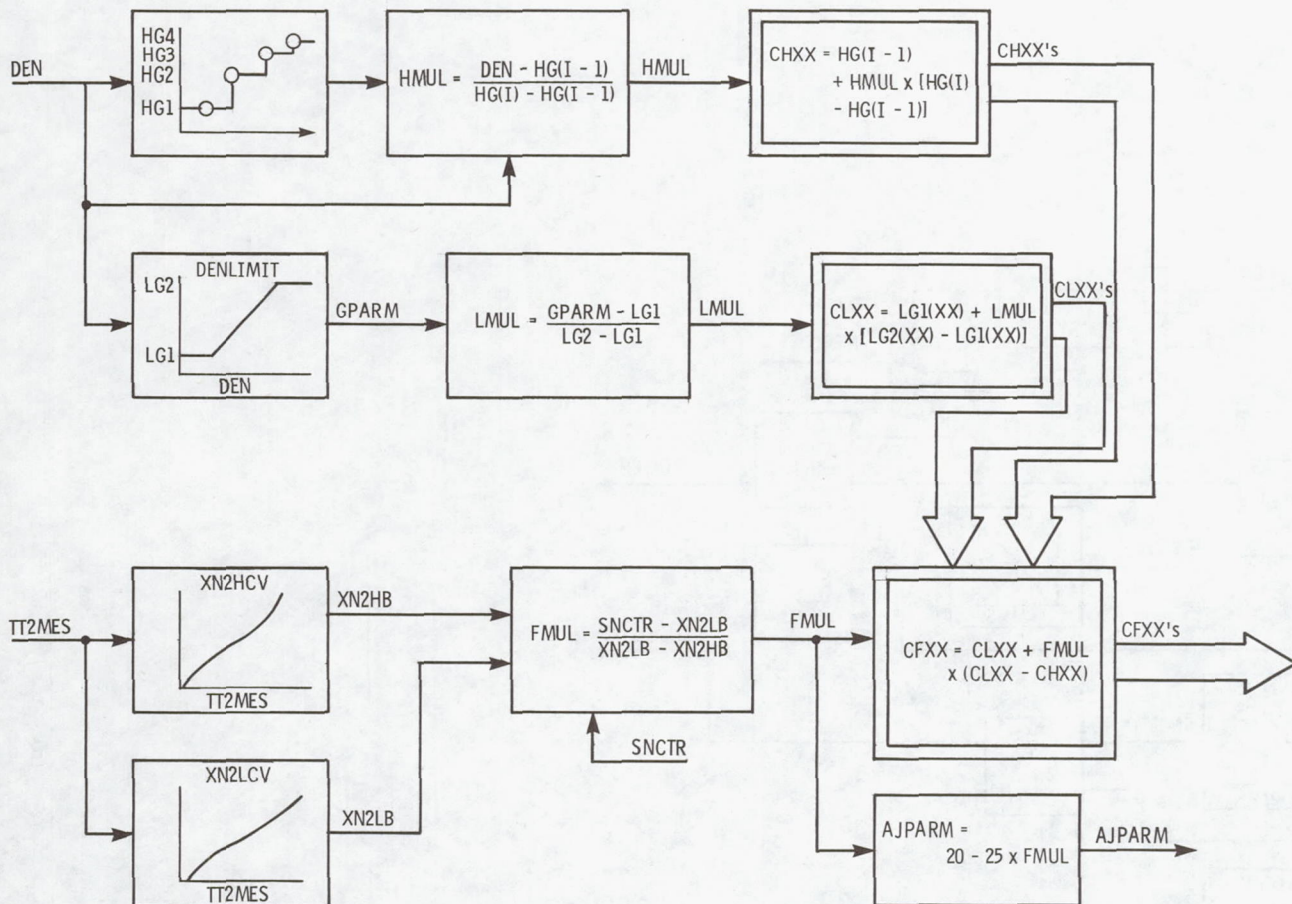 DEN
HG4
HG3
HG2
HG1
HMUL = DEN - HG(I - 1)
HG(I) - HG(I - 1)
HMUL
CHXX = HG(I - 1)
+ HMUL x [HG(I)
- HG(I - 1)]
CHXX's
DENLIMIT
LG2
LG1
DEN
GPARM
LMUL = GPARM - LG1
LG2 - LG1
LMUL
CLXX = LG1(XX) + LMUL
x [LG2(XX) - LG1(XX)]
CLXX's
TT2MES
XN2HCV
TT2MES
XN2HB
XN2LCV
TT2MES
XN2LB
FMUL = SNCTR - XN2LB
XN2LB - XN2HB
SNCTR
FMUL
CFXX = CLXX + FMUL
x (CLXX - CHXX)
CFXX's
AJPARM =
20 - 25 x FMUL
AJPARM